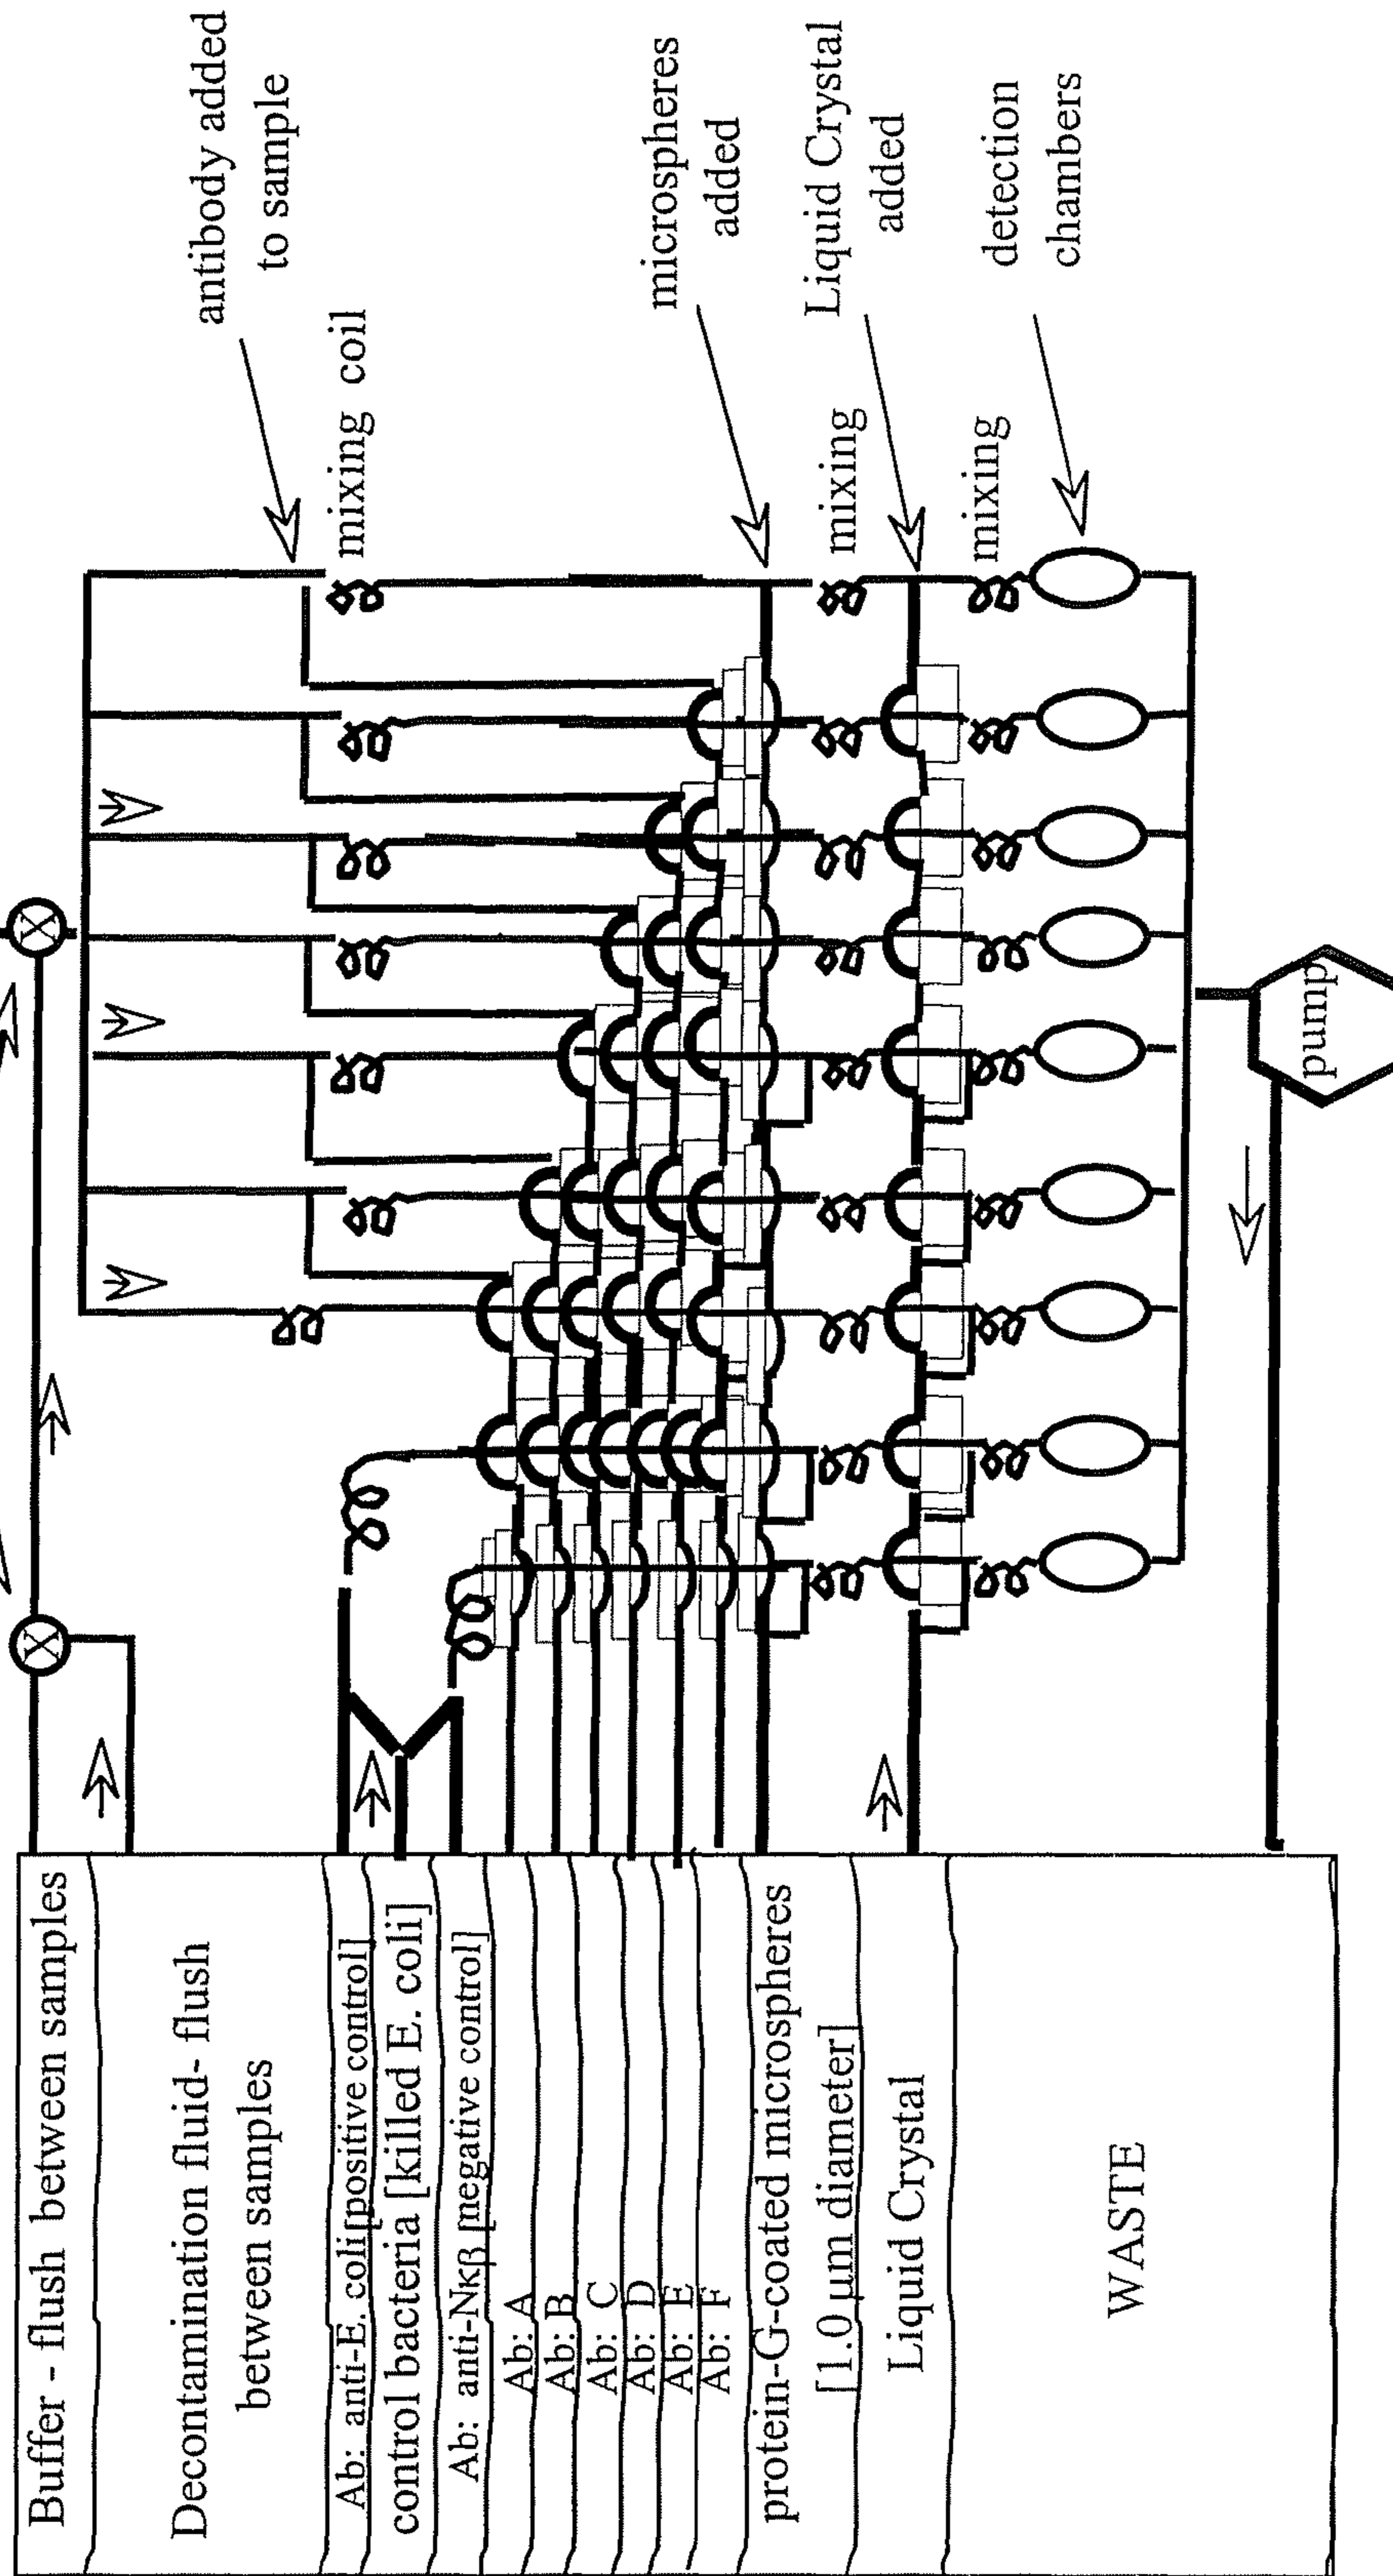 Buffer - flush between samples
Decontamination fluid- flush
between samples
Ab: anti-E. coli[positive control]
control bacteria [killed E. coli]
Ab: anti-Nκβ [negative control]
Ab: A
Ab: B
Ab: C
Ab: D
Ab: E
Ab: F
protein-G-coated microspheres
[1.0 µm diameter]
Liquid Crystal
WASTE
X
X
antibody added
to sample
mixing coil
microspheres
added
mixing
Liquid Crystal
added
mixing
detection
chambers
pump